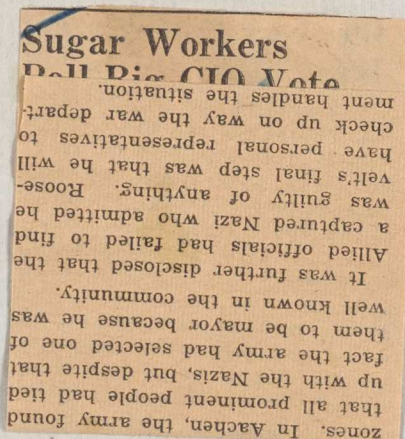 Sugar Workers
Poll Big CIO Vote
zones. In Aachen, the army found
that all prominent people had tied
up with the Nazis, but despite that
fact the army had selected one of
them to be mayor because he was
well known in the community.
It was further disclosed that the
Allied officials had failed to find
a captured Nazi who admitted he
was guilty of anything. Roose-
velt's final step was that he will
have personal representatives to
check up on way the war depart-
ment handles the situation.